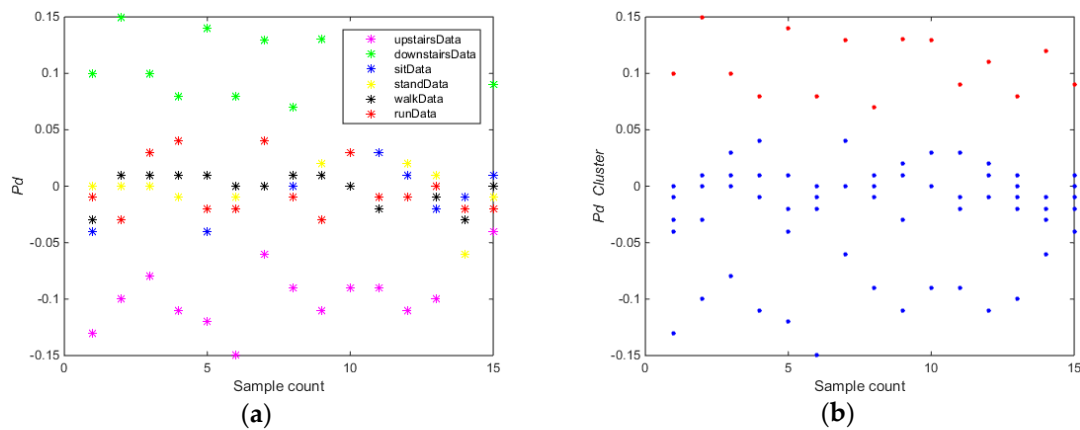 0.15
0.1
0.05
0
-0.05
-0.1
-0.15
Pd
0 5 10 15
Sample count
upstairsData
downstairsData
sitData
standData
walkData
runData
(a)
0.15
0.1
0.05
0
-0.05
-0.1
-0.15
Pd Cluster
0 5 10 15
Sample count
(b)